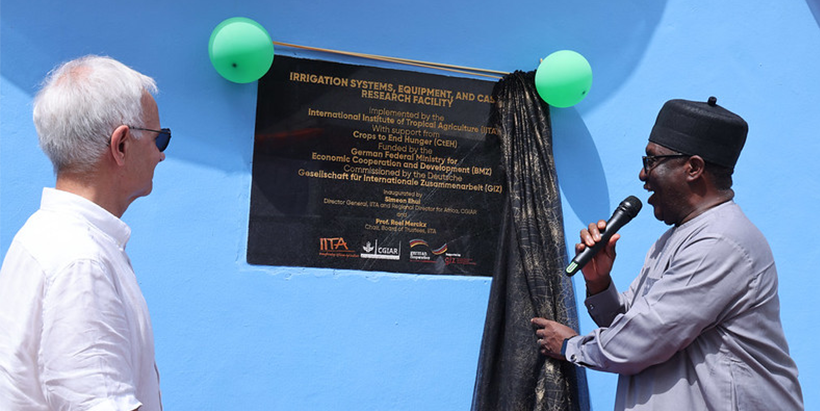 IRRIGATION SYSTEMS, EQUIPMENT, AND CAS
RESEARCH FACILITY
Implemented by the
International Institute of Tropical Agriculture (IITA
With support from
Crops to End Hunger (CtEH)
Funded by the
German Federal Ministry for
Economic Cooperation and Development (BMZ)
Commissioned by the Deutsche
Gesellschaft für Internationale Zusammenarbeit (GIZ)
Inaugurated by
Simeon Ehui
Director General, IITA and Regional Director for Africa, CGIAR
and
Prof. Roel Merckx
Chair, Board of Trustees, IITA
IITA
CGIAR